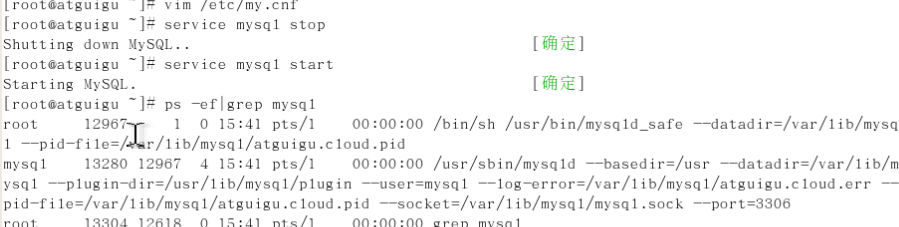 [root@atguigu ~]# vim /etc/my.cnf
[root@atguigu ~]# service mysql stop
Shutting down MySQL.. [确定]
[root@atguigu ~]# service mysql start
Starting MySQL. [确定]
[root@atguigu ~]# ps -ef|grep mysql
root 12967 1 0 15:41 pts/1 00:00:00 /bin/sh /usr/bin/mysqld_safe --datadir=/var/lib/mysq
l --pid-file=/var/lib/mysql/atguigu.cloud.pid
mysql 13280 12967 4 15:41 pts/1 00:00:00 /usr/sbin/mysqld --basedir=/usr --datadir=/var/lib/m
ysql --plugin-dir=/usr/lib/mysql/plugin --user=mysql --log-error=/var/lib/mysql/atguigu.cloud.err --
pid-file=/var/lib/mysql/atguigu.cloud.pid --socket=/var/lib/mysql/mysql.sock --port=3306
root 13304 12618 0 15:41 pts/1 00:00:00 grep mysql